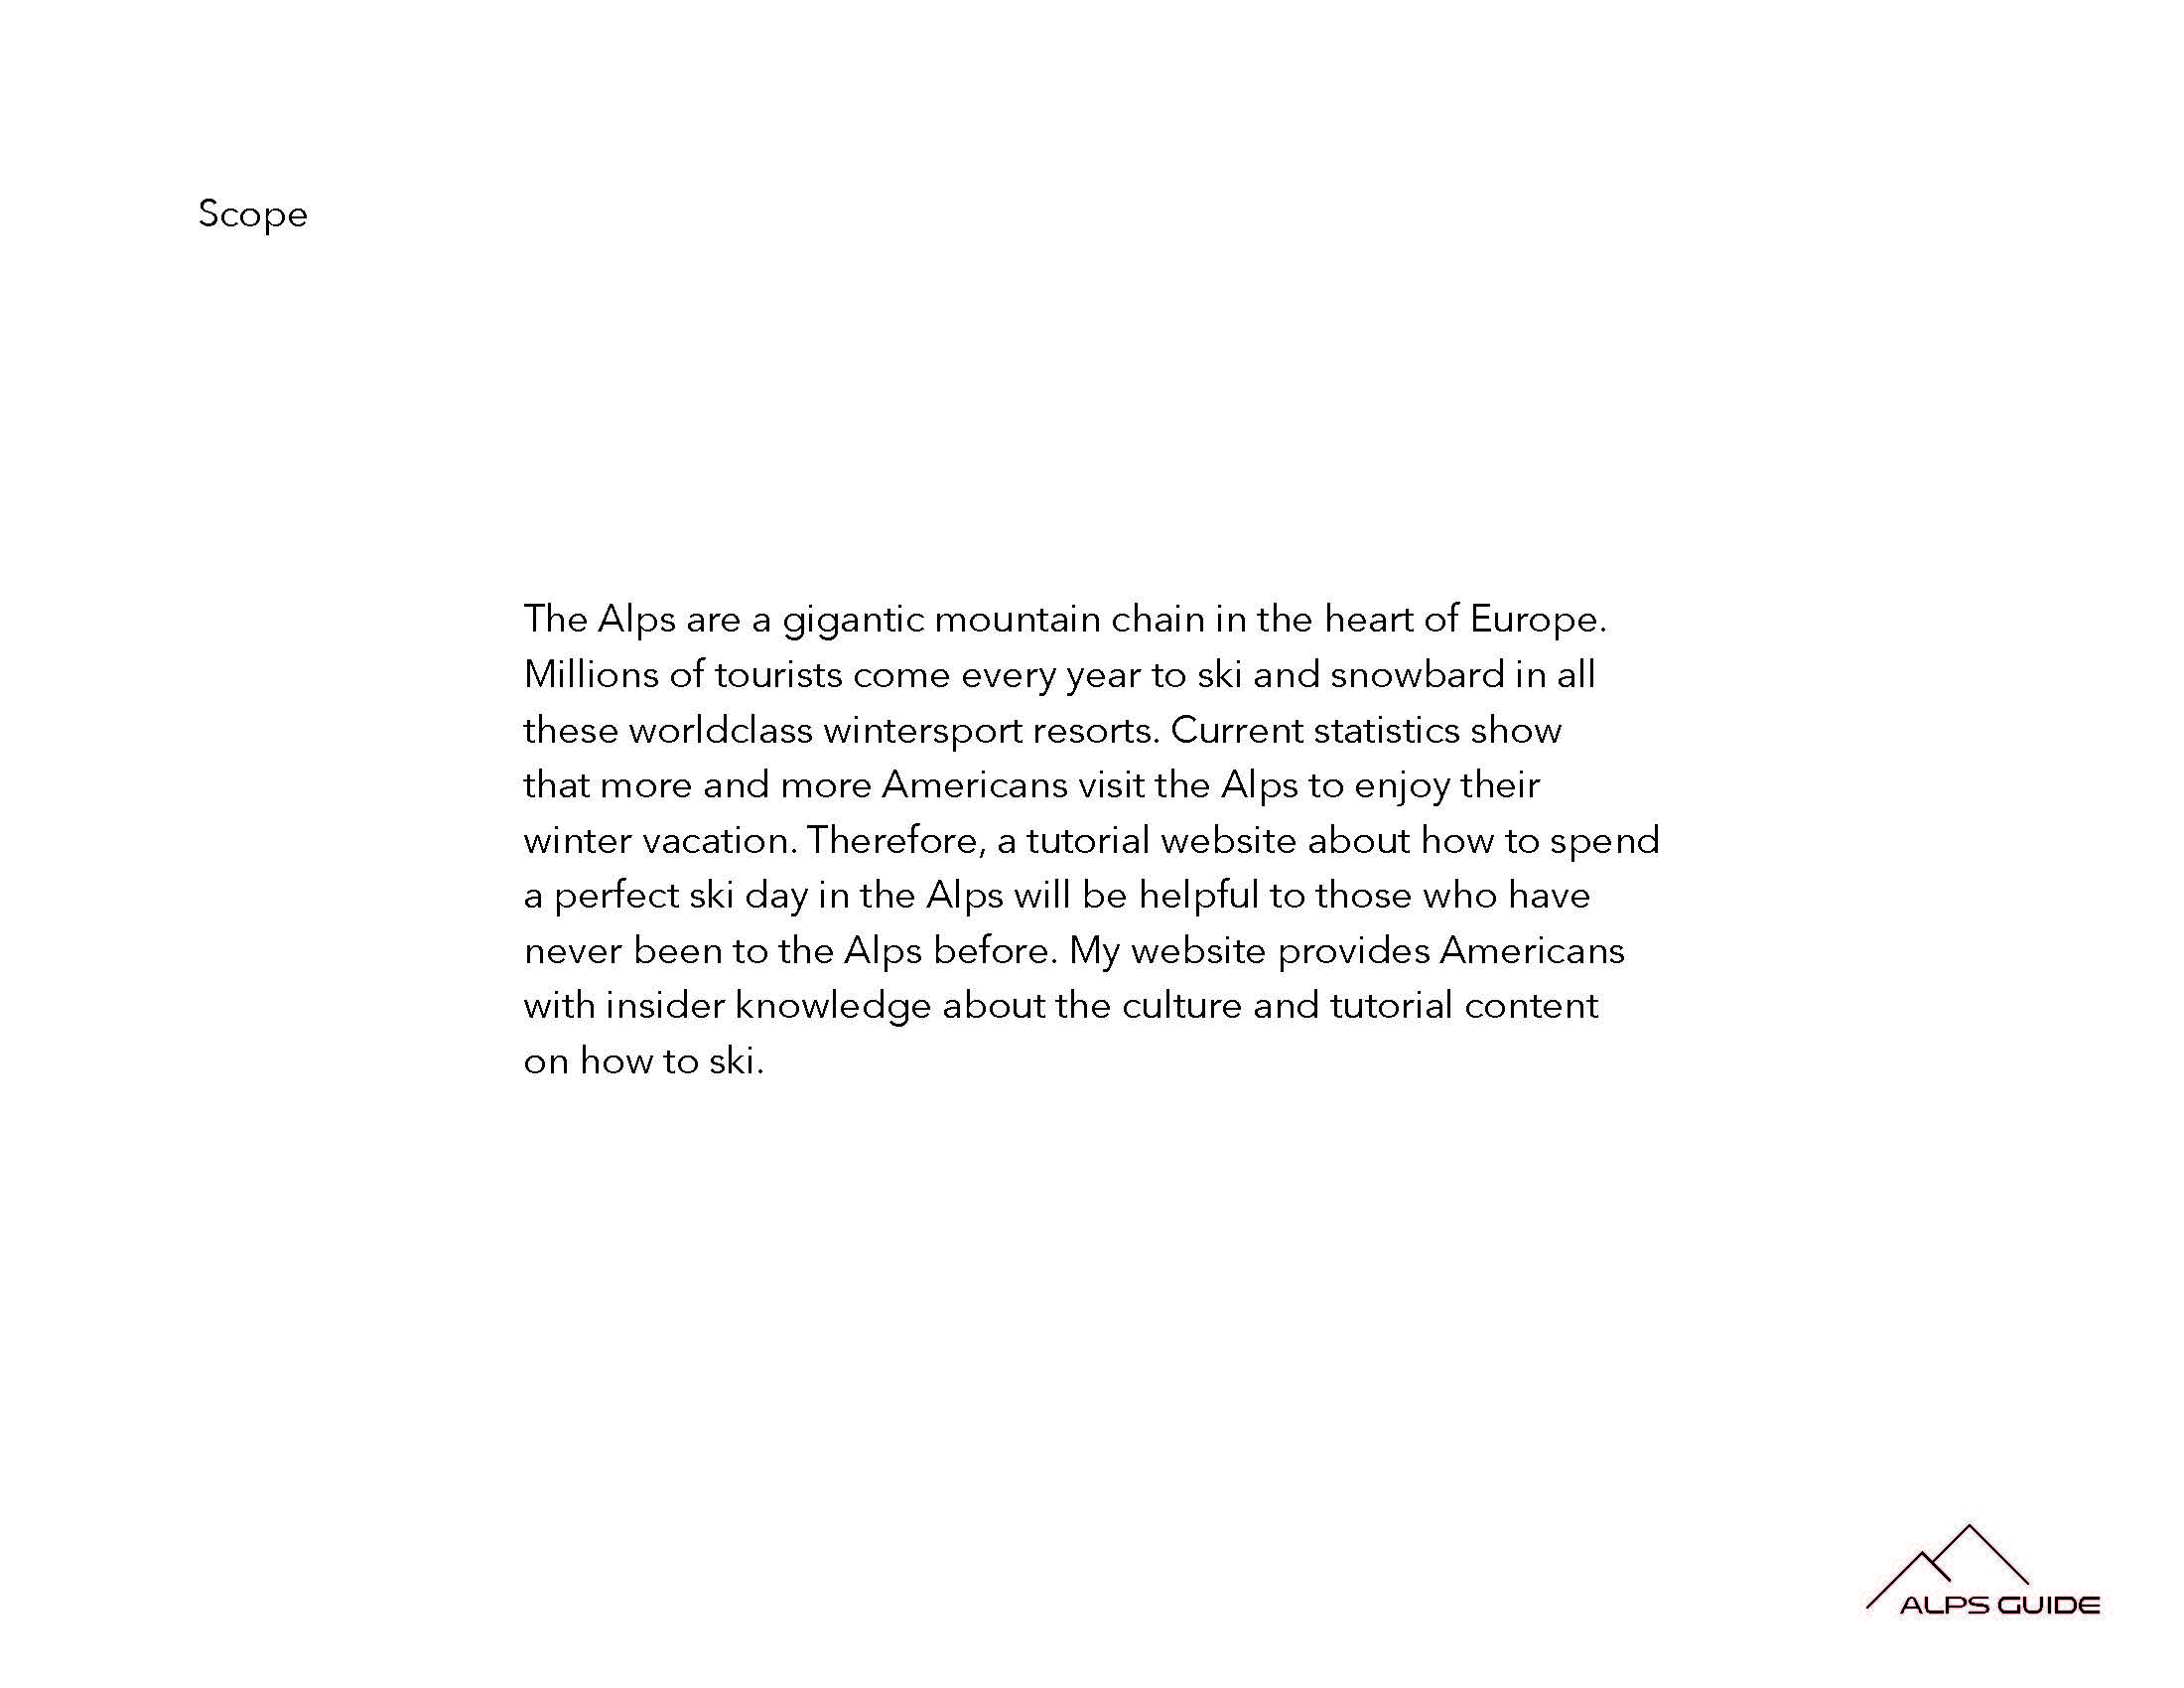 Scope
The Alps are a gigantic mountain chain in the heart of Europe.
Millions of tourists come every year to ski and snowbard in all
these worldclass wintersport resorts. Current statistics show
that more and more Americans visit the Alps to enjoy their
winter vacation. Therefore, a tutorial website about how to spend
a perfect ski day in the Alps will be helpful to those who have
never been to the Alps before. My website provides Americans
with insider knowledge about the culture and tutorial content
on how to ski.
ALPS GUIDE